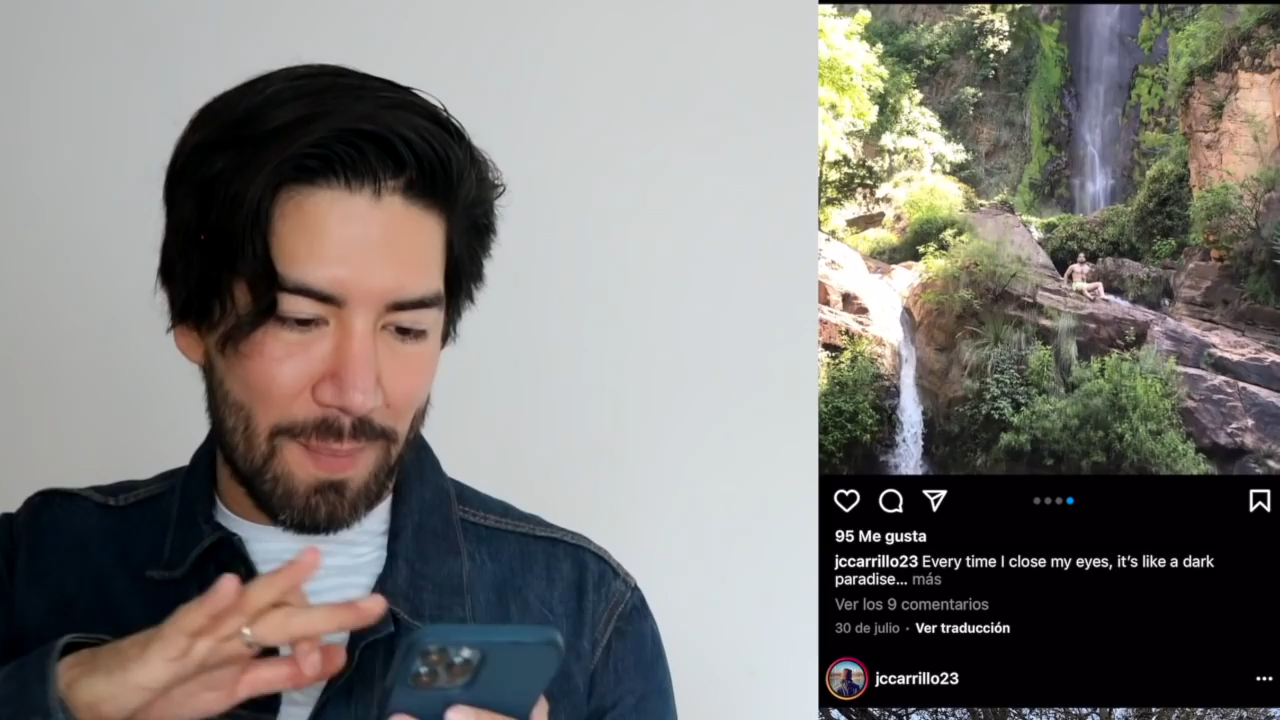 95 Me gusta
jccarrillo23 Every time I close my eyes, it’s like a dark
paradise... más
Ver los 9 comentarios
30 de julio · Ver traducción
jccarrillo23